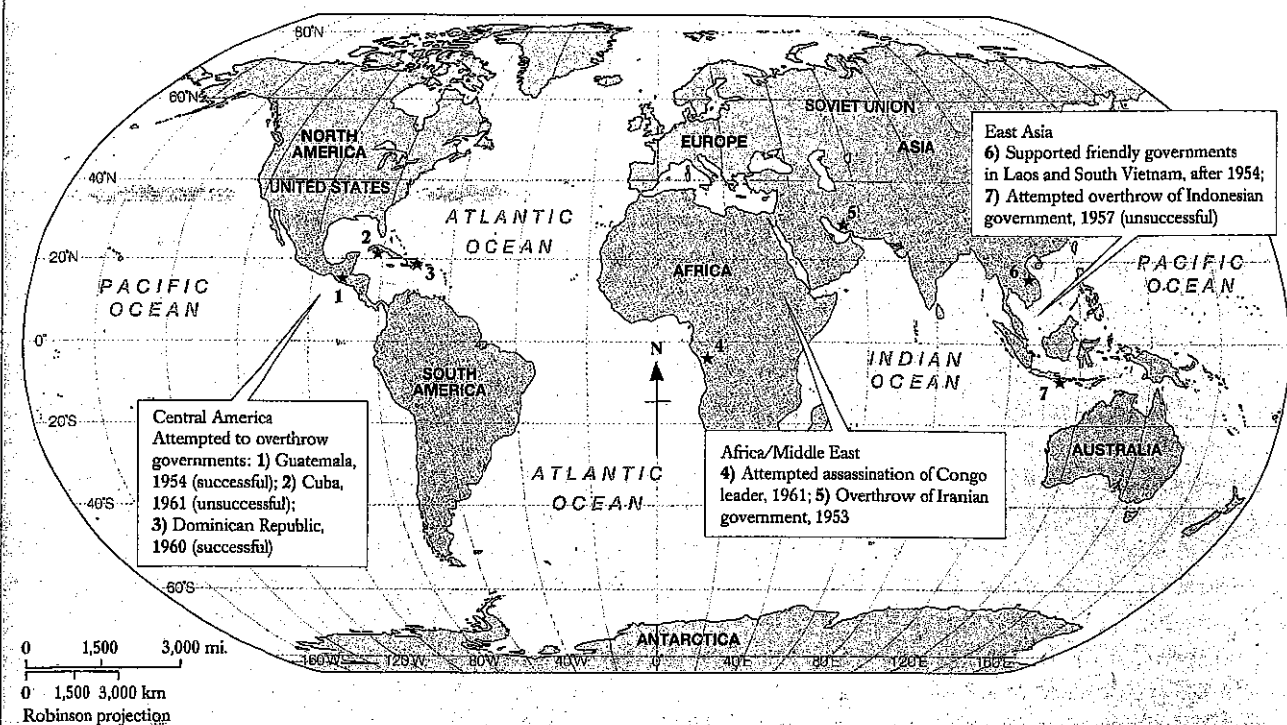 80°N
60°N
NORTH
AMERICA
SOVIET UNION
EUROPE
ASIA
40°N
UNITED STATES
ATLANTIC
OCEAN
East Asia
6) Supported friendly governments
in Laos and South Vietnam, after 1954;
7) Attempted overthrow of Indonesian
government, 1957 (unsuccessful)
5
2
3
20°N
1
AFRICA
6
PACIFIC
OCEAN
PACIFIC
OCEAN
0°
N
4
INDIAN
OCEAN
SOUTH
AMERICA
7
20°S
Central America
Attempted to overthrow
governments: 1) Guatemala,
1954 (successful); 2) Cuba,
1961 (unsuccessful);
3) Dominican Republic,
1960 (successful)
ATLANTIC
OCEAN
Africa/Middle East
4) Attempted assassination of Congo
leader, 1961; 5) Overthrow of Iranian
government, 1953
AUSTRALIA
40°S
60°S
ANTARCTICA
160°W 120°W 80°W 40°W 0° 40°E 80°E 120°E 160°E
0 1,500 3,000 mi.
0 1,500 3,000 km
Robinson projection